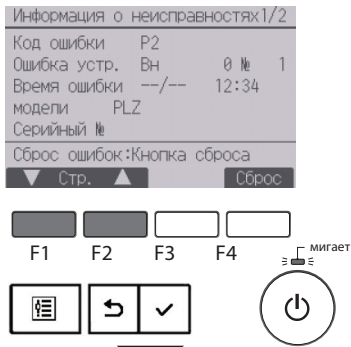 Информация о неисправностях1/2
Код ошибки P2
Ошибка устр. Вн 0 № 1
Время ошибки --/-- 12:34
модели PLZ
Серийный №
Сброс ошибок:Кнопка сброса
▼ Стр. ▲ Сброс
F1 F2 F3 F4
мигает